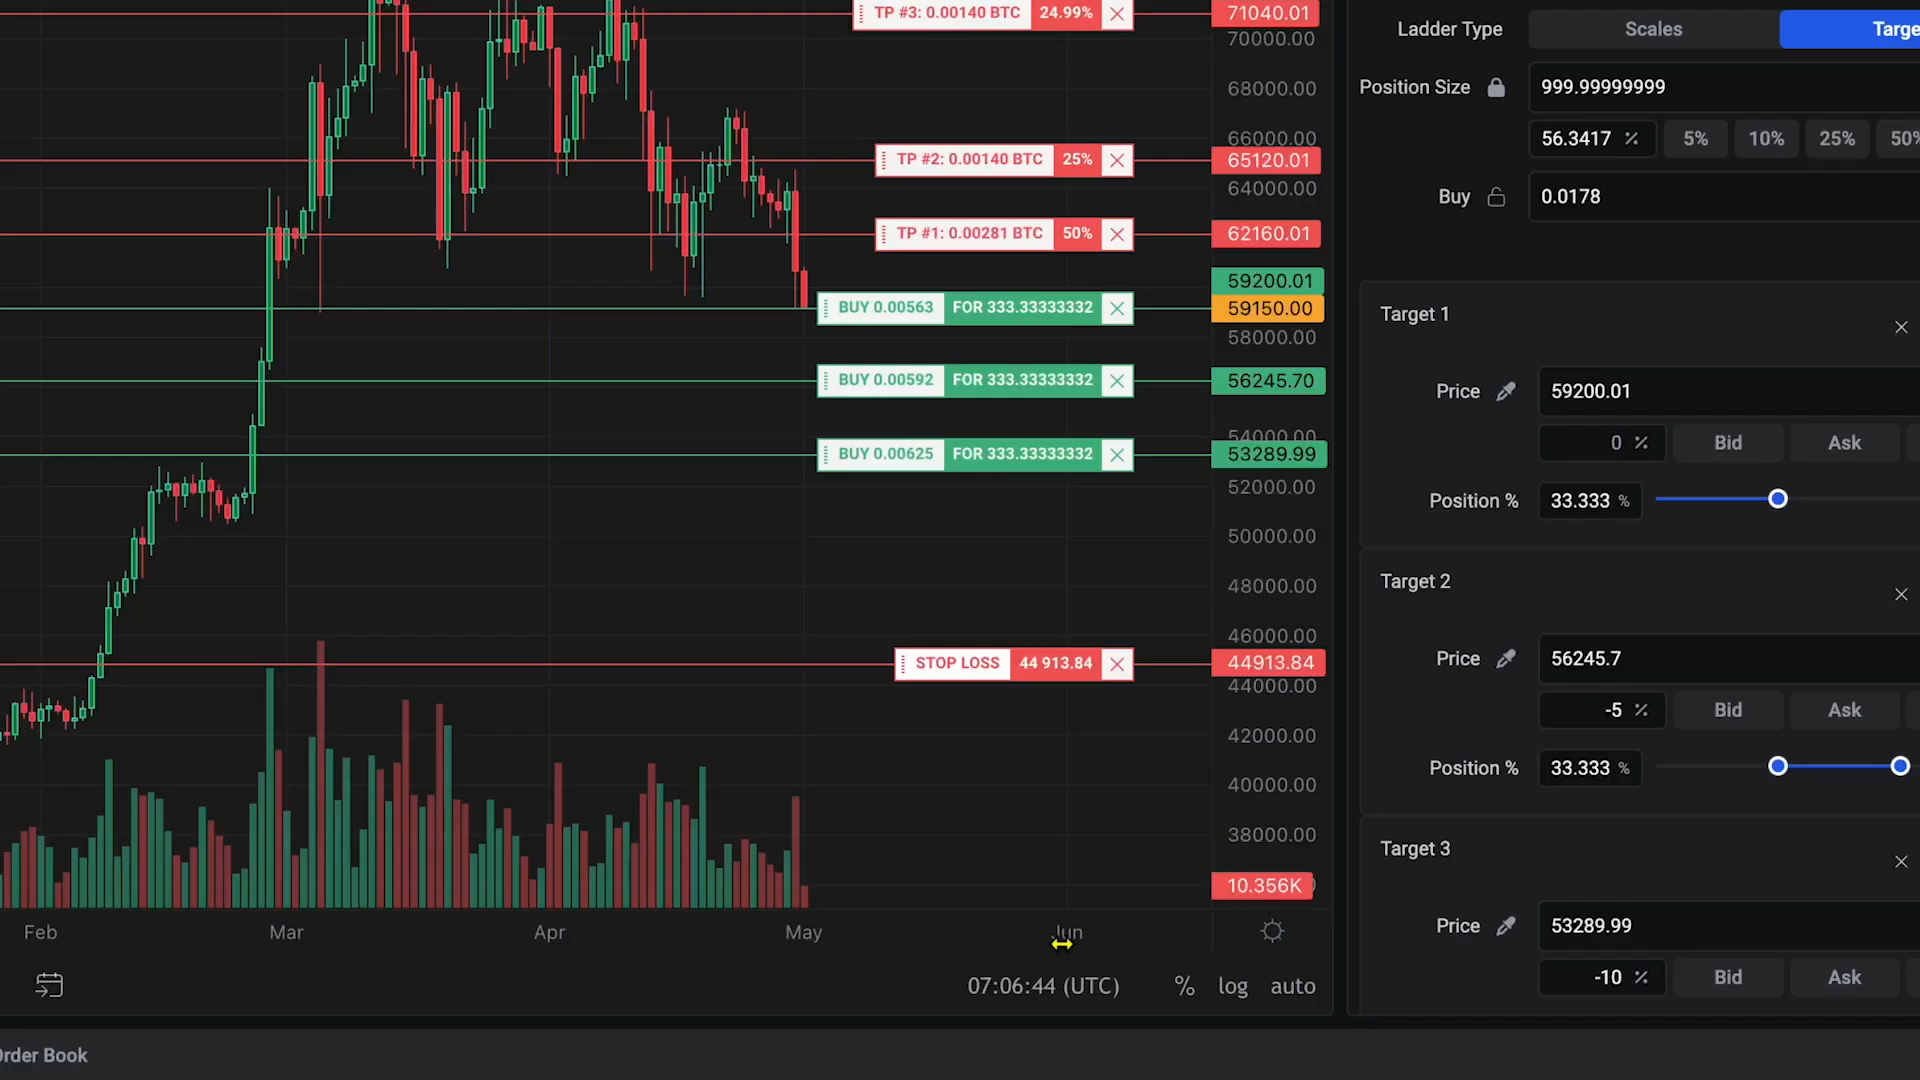 TP #3: 0.00140 BTC 24.99% 71040.01
70000.00
68000.00
66000.00
TP #2: 0.00140 BTC 25% 65120.01
64000.00
TP #1: 0.00281 BTC 50% 62160.01
59200.01
BUY 0.00563 FOR 333.33333332 59150.00
58000.00
BUY 0.00592 FOR 333.33333332 56245.70
54000.00
BUY 0.00625 FOR 333.33333332 53289.99
52000.00
50000.00
48000.00
46000.00
STOP LOSS 44 913.84 44913.84
44000.00
42000.00
40000.00
38000.00
10.356K
Feb Mar Apr May Jun
07:06:44 (UTC) % log auto
Order Book
Ladder Type Scales Targe
Position Size 999.99999999
56.3417 % 5% 10% 25% 50%
Buy 0.0178
Target 1
Price 59200.01
0 % Bid Ask
Position % 33.333 %
Target 2
Price 56245.7
-5 % Bid Ask
Position % 33.333 %
Target 3
Price 53289.99
-10 % Bid Ask